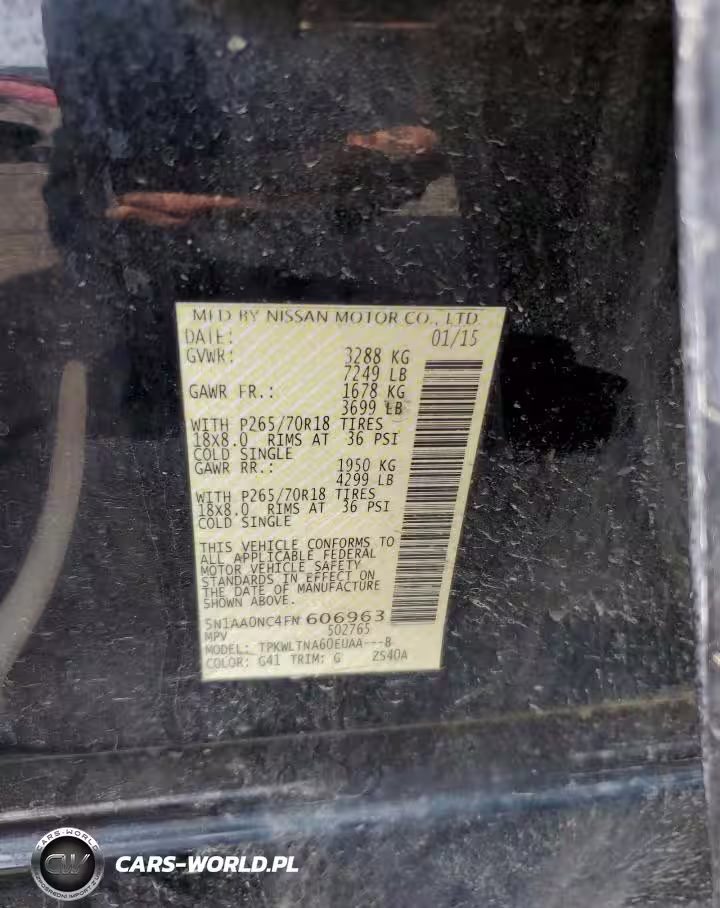 MFD BY NISSAN MOTOR CO., LTD.
DATE: 01/15
GVWR: 3288 KG
7249 LB
GAWR FR.: 1678 KG
3699 LB
WITH P265/70R18 TIRES
18X8.0 RIMS AT 36 PSI
COLD SINGLE
GAWR RR.: 1950 KG
4299 LB
WITH P265/70R18 TIRES
18X8.0 RIMS AT 36 PSI
COLD SINGLE
THIS VEHICLE CONFORMS TO
ALL APPLICABLE FEDERAL
MOTOR VEHICLE SAFETY
STANDARDS IN EFFECT ON
THE DATE OF MANUFACTURE
SHOWN ABOVE.
5N1AA0NC4FN606963
MPV 502765
MODEL: TPKWLTNA60EUAA---B
COLOR: G41 TRIM: G ZS40A
CARS-WORLD
CW
CARS-WORLD.PL